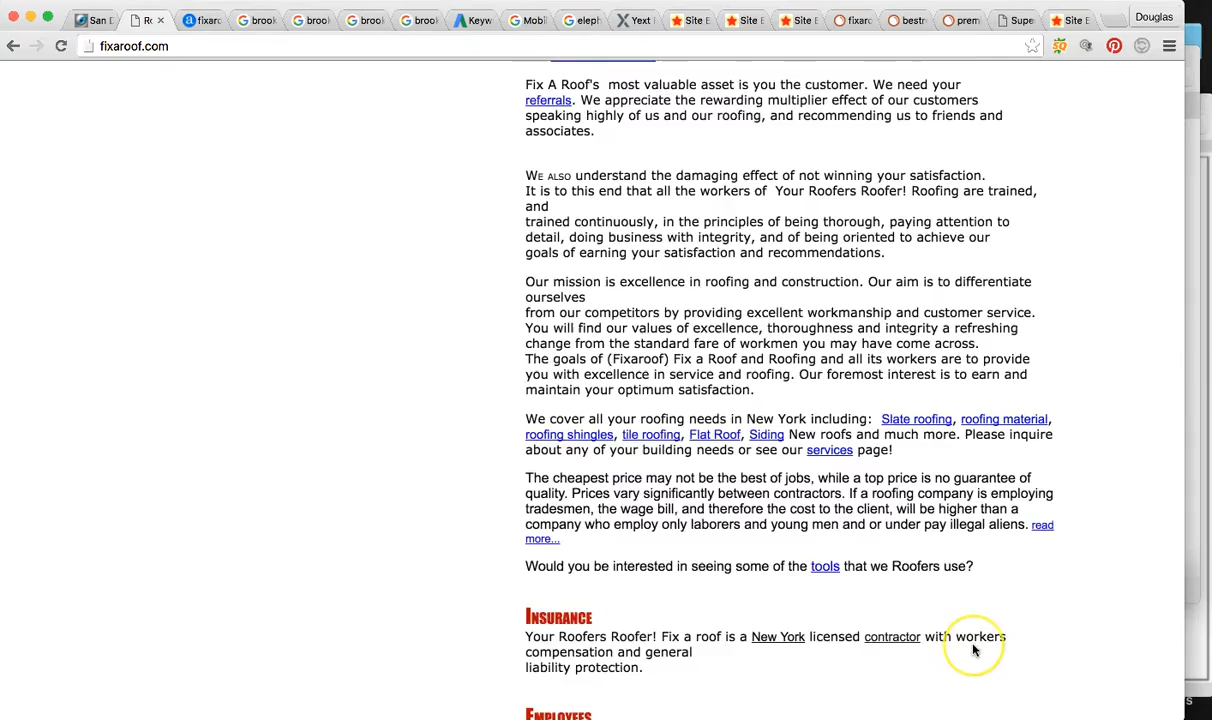 San D
Ro
fixaro
broo
broo
broo
broo
Keyw
Mobil
eleph
Yext
Site E
Site E
Site E
fixaro
bestr
prem
Supe
Site E
Douglas
fixaroof.com
Fix A Roof's most valuable asset is you the customer. We need your
referrals. We appreciate the rewarding multiplier effect of our customers
speaking highly of us and our roofing, and recommending us to friends and
associates.
We also understand the damaging effect of not winning your satisfaction.
It is to this end that all the workers of Your Roofers Roofer! Roofing are trained,
and
trained continuously, in the principles of being thorough, paying attention to
detail, doing business with integrity, and of being oriented to achieve our
goals of earning your satisfaction and recommendations.
Our mission is excellence in roofing and construction. Our aim is to differentiate
ourselves
from our competitors by providing excellent workmanship and customer service.
You will find our values of excellence, thoroughness and integrity a refreshing
change from the standard fare of workmen you may have come across.
The goals of (Fixaroof) Fix a Roof and Roofing and all its workers are to provide
you with excellence in service and roofing. Our foremost interest is to earn and
maintain your optimum satisfaction.
We cover all your roofing needs in New York including: Slate roofing, roofing material,
roofing shingles, tile roofing, Flat Roof, Siding New roofs and much more. Please inquire
about any of your building needs or see our services page!
The cheapest price may not be the best of jobs, while a top price is no guarantee of
quality. Prices vary significantly between contractors. If a roofing company is employing
tradesmen, the wage bill, and therefore the cost to the client, will be higher than a
company who employ only laborers and young men and or under pay illegal aliens. read
more...
Would you be interested in seeing some of the tools that we Roofers use?
Insurance
Your Roofers Roofer! Fix a roof is a New York licensed contractor with workers
compensation and general
liability protection.
Employees